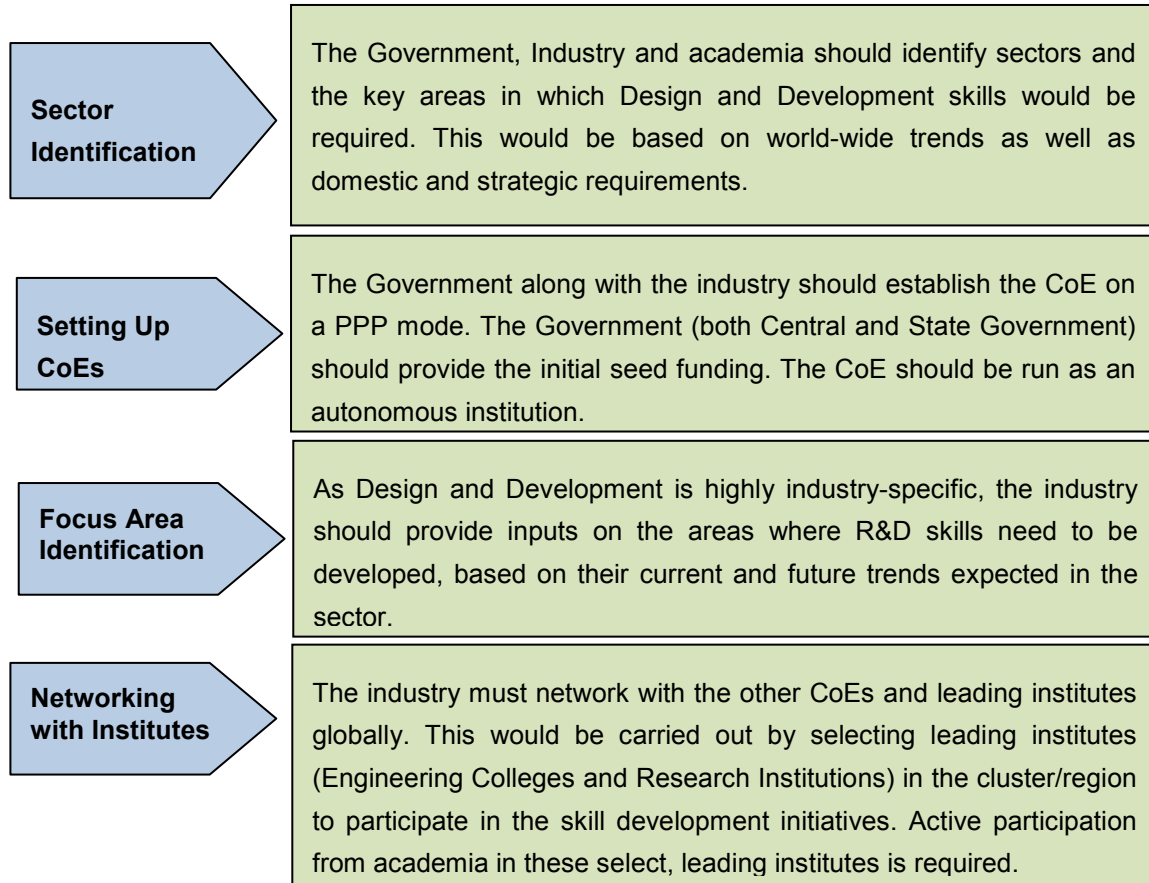 Sector
Identification
The Government, Industry and academia should identify sectors and
the key areas in which Design and Development skills would be
required. This would be based on world-wide trends as well as
domestic and strategic requirements.
Setting Up
CoEs
The Government along with the industry should establish the CoE on
a PPP mode. The Government (both Central and State Government)
should provide the initial seed funding. The CoE should be run as an
autonomous institution.
Focus Area
Identification
As Design and Development is highly industry-specific, the industry
should provide inputs on the areas where R&D skills need to be
developed, based on their current and future trends expected in the
sector.
Networking
with Institutes
The industry must network with the other CoEs and leading institutes
globally. This would be carried out by selecting leading institutes
(Engineering Colleges and Research Institutions) in the cluster/region
to participate in the skill development initiatives. Active participation
from academia in these select, leading institutes is required.